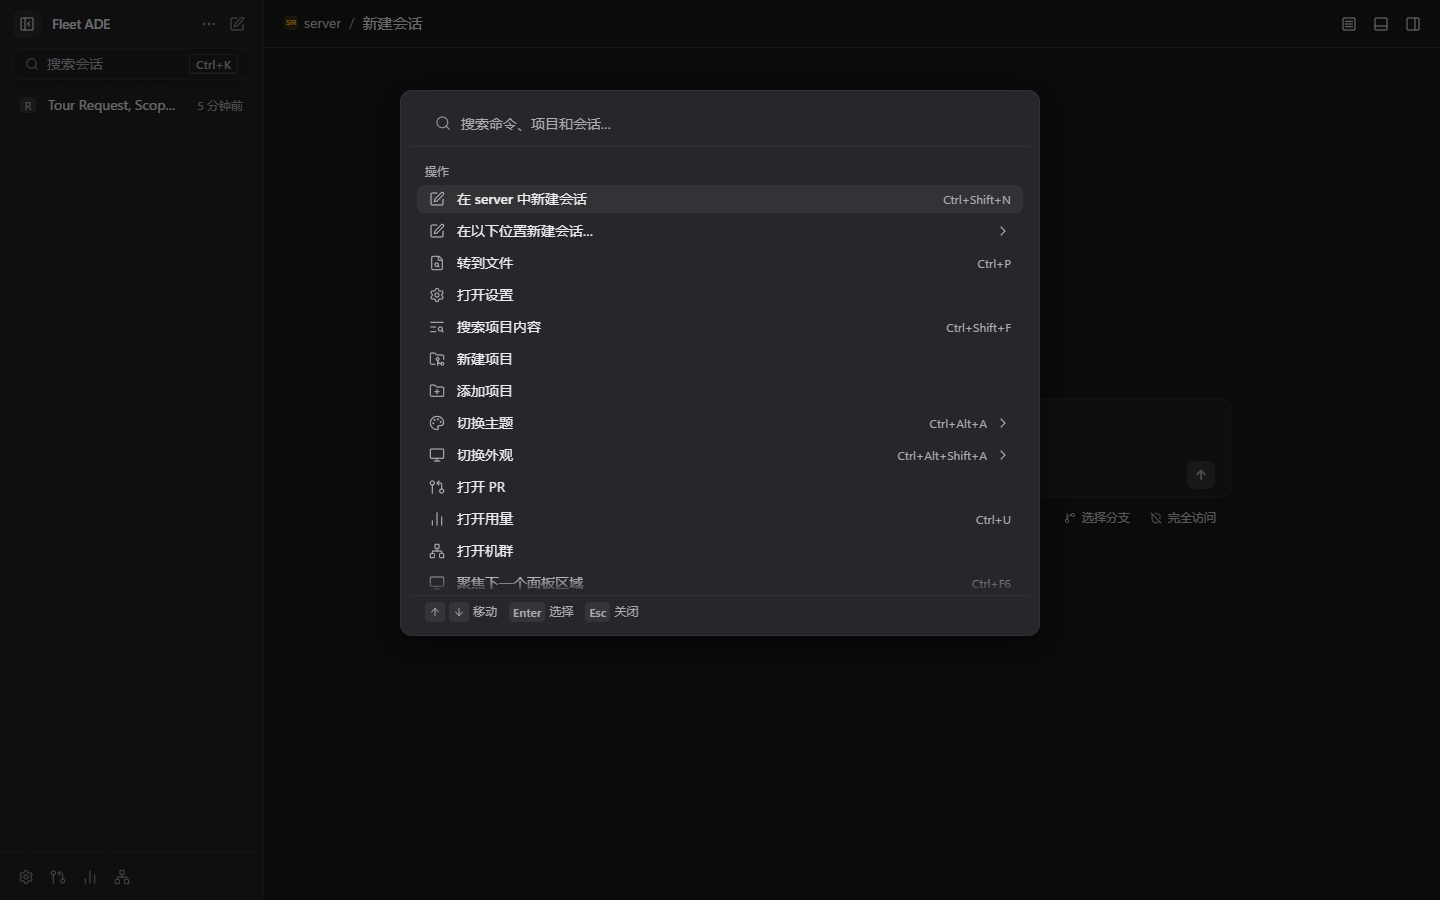 Fleet ADE
搜索会话 Ctrl+K
R Tour Request, Scop... 5 分钟前
SR server / 新建会话
搜索命令、项目和会话...
操作
在 server 中新建会话 Ctrl+Shift+N
在以下位置新建会话...
转到文件 Ctrl+P
打开设置
搜索项目内容 Ctrl+Shift+F
新建项目
添加项目
切换主题 Ctrl+Alt+A
切换外观 Ctrl+Alt+Shift+A
打开 PR
打开用量 Ctrl+U
打开机群
聚焦下一个面板区域 Ctrl+F6
↑ ↓ 移动 Enter 选择 Esc 关闭
选择分支 完全访问